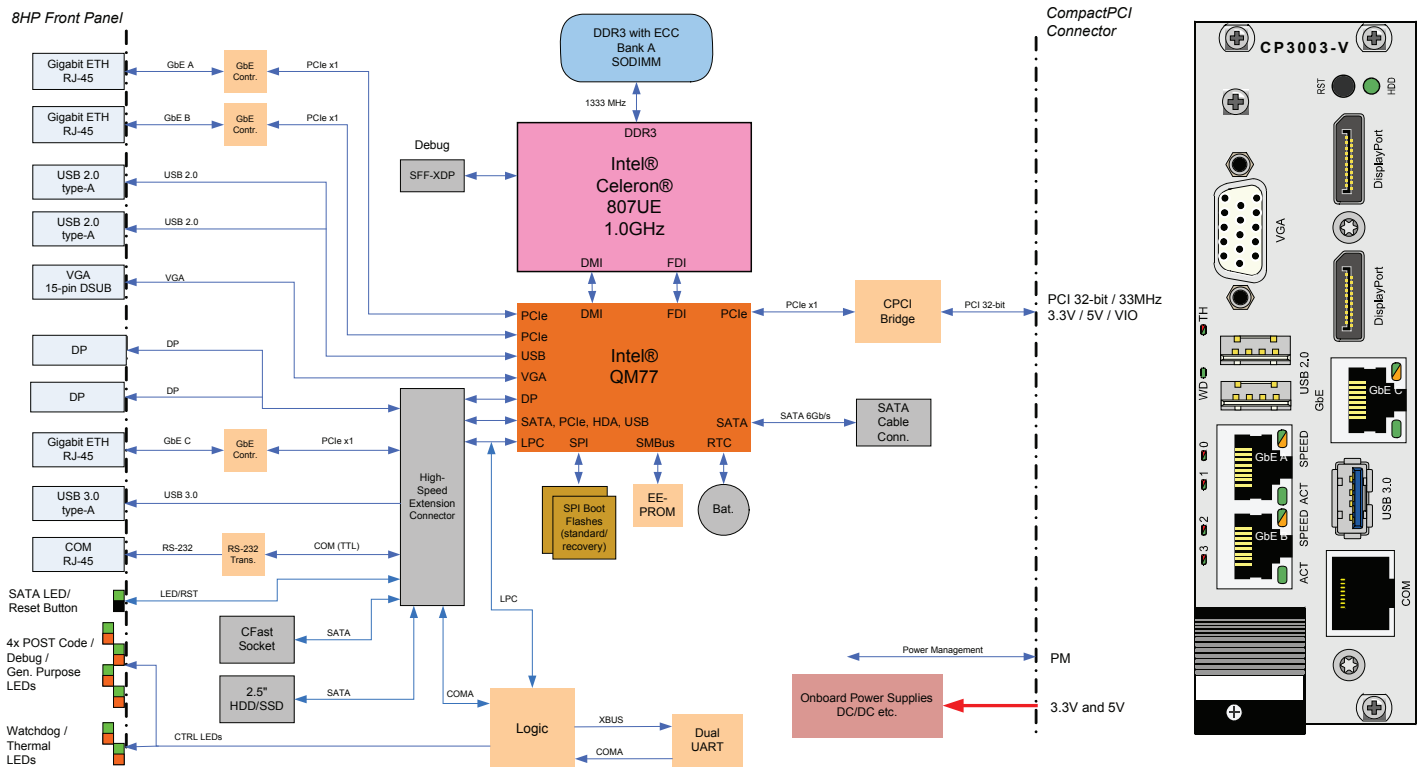 8HP Front Panel
Gigabit ETH
RJ-45
GbE A
GbE
Contr.
PCIe x1
Gigabit ETH
RJ-45
GbE B
GbE
Contr.
PCIe x1
USB 2.0
type-A
USB 2.0
USB 2.0
type-A
USB 2.0
VGA
15-pin DSUB
VGA
DP
DP
DP
DP
Gigabit ETH
RJ-45
GbE C
GbE
Contr.
PCIe x1
USB 3.0
type-A
USB 3.0
COM
RJ-45
RS-232
RS-232
Trans.
COM (TTL)
SATA LED/
Reset Button
LED/RST
4x POST Code /
Debug /
Gen. Purpose
LEDs
Watchdog /
Thermal
LEDs
CTRL LEDs
CFast
Socket
SATA
2.5"
HDD/SSD
SATA
High-
Speed
Extension
Connector
COMA
LPC
DDR3 with ECC
Bank A
SODIMM
1333 MHz
Debug
SFF-XDP
DDR3
Intel®
Celeron®
807UE
1.0GHz
DMI
FDI
PCIe
DMI
FDI
PCIe
PCIe
USB
VGA
DP
Intel®
QM77
SATA, PCIe, HDA, USB
SATA
LPC
SPI
SMBus
RTC
SPI Boot
Flashes
(standard/
recovery)
EE-
PROM
Bat.
PCIe x1
CPCI
Bridge
PCI 32-bit
SATA 6Gb/s
SATA
Cable
Conn.
Logic
XBUS
COMA
Dual
UART
Power Management
Onboard Power Supplies
DC/DC etc.
CompactPCI
Connector
PCI 32-bit / 33MHz
3.3V / 5V / VIO
PM
3.3V and 5V
CP3003-V
RST
HDD
DisplayPort
VGA
DisplayPort
TH
WD
USB 2.0
GbE
GbE C
0
1
2
3
GbE A
SPEED
ACT
GbE B
SPEED
ACT
USB 3.0
COM